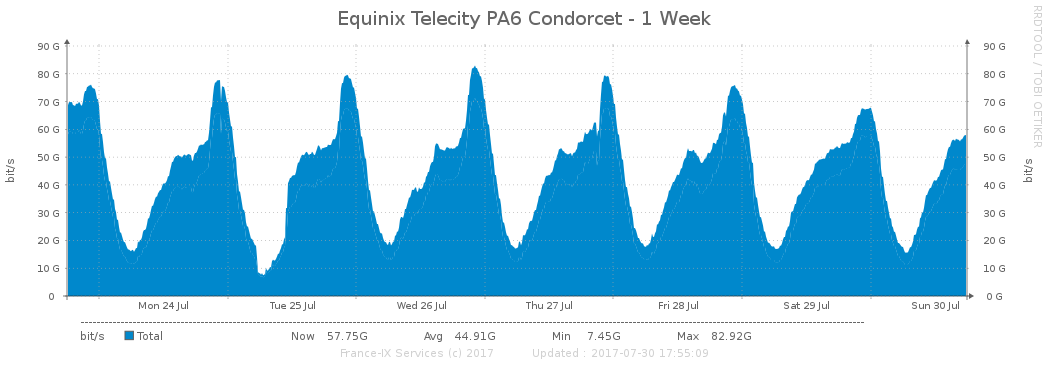 Equinix Telecity PA6 Condorcet - 1 Week
RRDTOOL / TOBI OETIKER
90 G 90 G
80 G 80 G
70 G 70 G
60 G 60 G
50 G 50 G
40 G 40 G
30 G 30 G
20 G 20 G
10 G 10 G
0 0 G
bit/s bit/s
Mon 24 Jul Tue 25 Jul Wed 26 Jul Thu 27 Jul Fri 28 Jul Sat 29 Jul Sun 30 Jul
bit/s Total Now 57.75G Avg 44.91G Min 7.45G Max 82.92G
France-IX Services (c) 2017 Updated : 2017-07-30 17:55:09